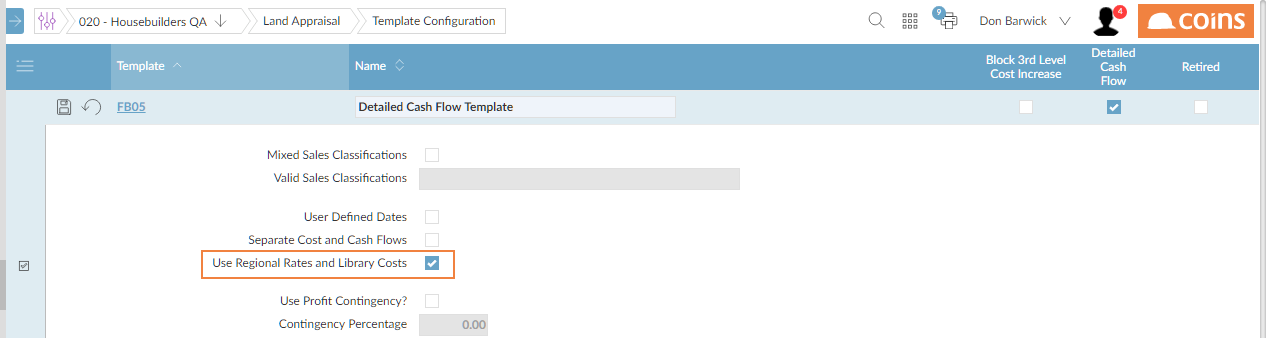 020 - Housebuilders QA
Land Appraisal
Template Configuration
9
Don Barwick
4
coins
Template
Name
Block 3rd Level
Cost Increase
Detailed
Cash
Flow
Retired
FB05
Detailed Cash Flow Template
Mixed Sales Classifications
Valid Sales Classifications
User Defined Dates
Separate Cost and Cash Flows
Use Regional Rates and Library Costs
Use Profit Contingency?
Contingency Percentage
0.00